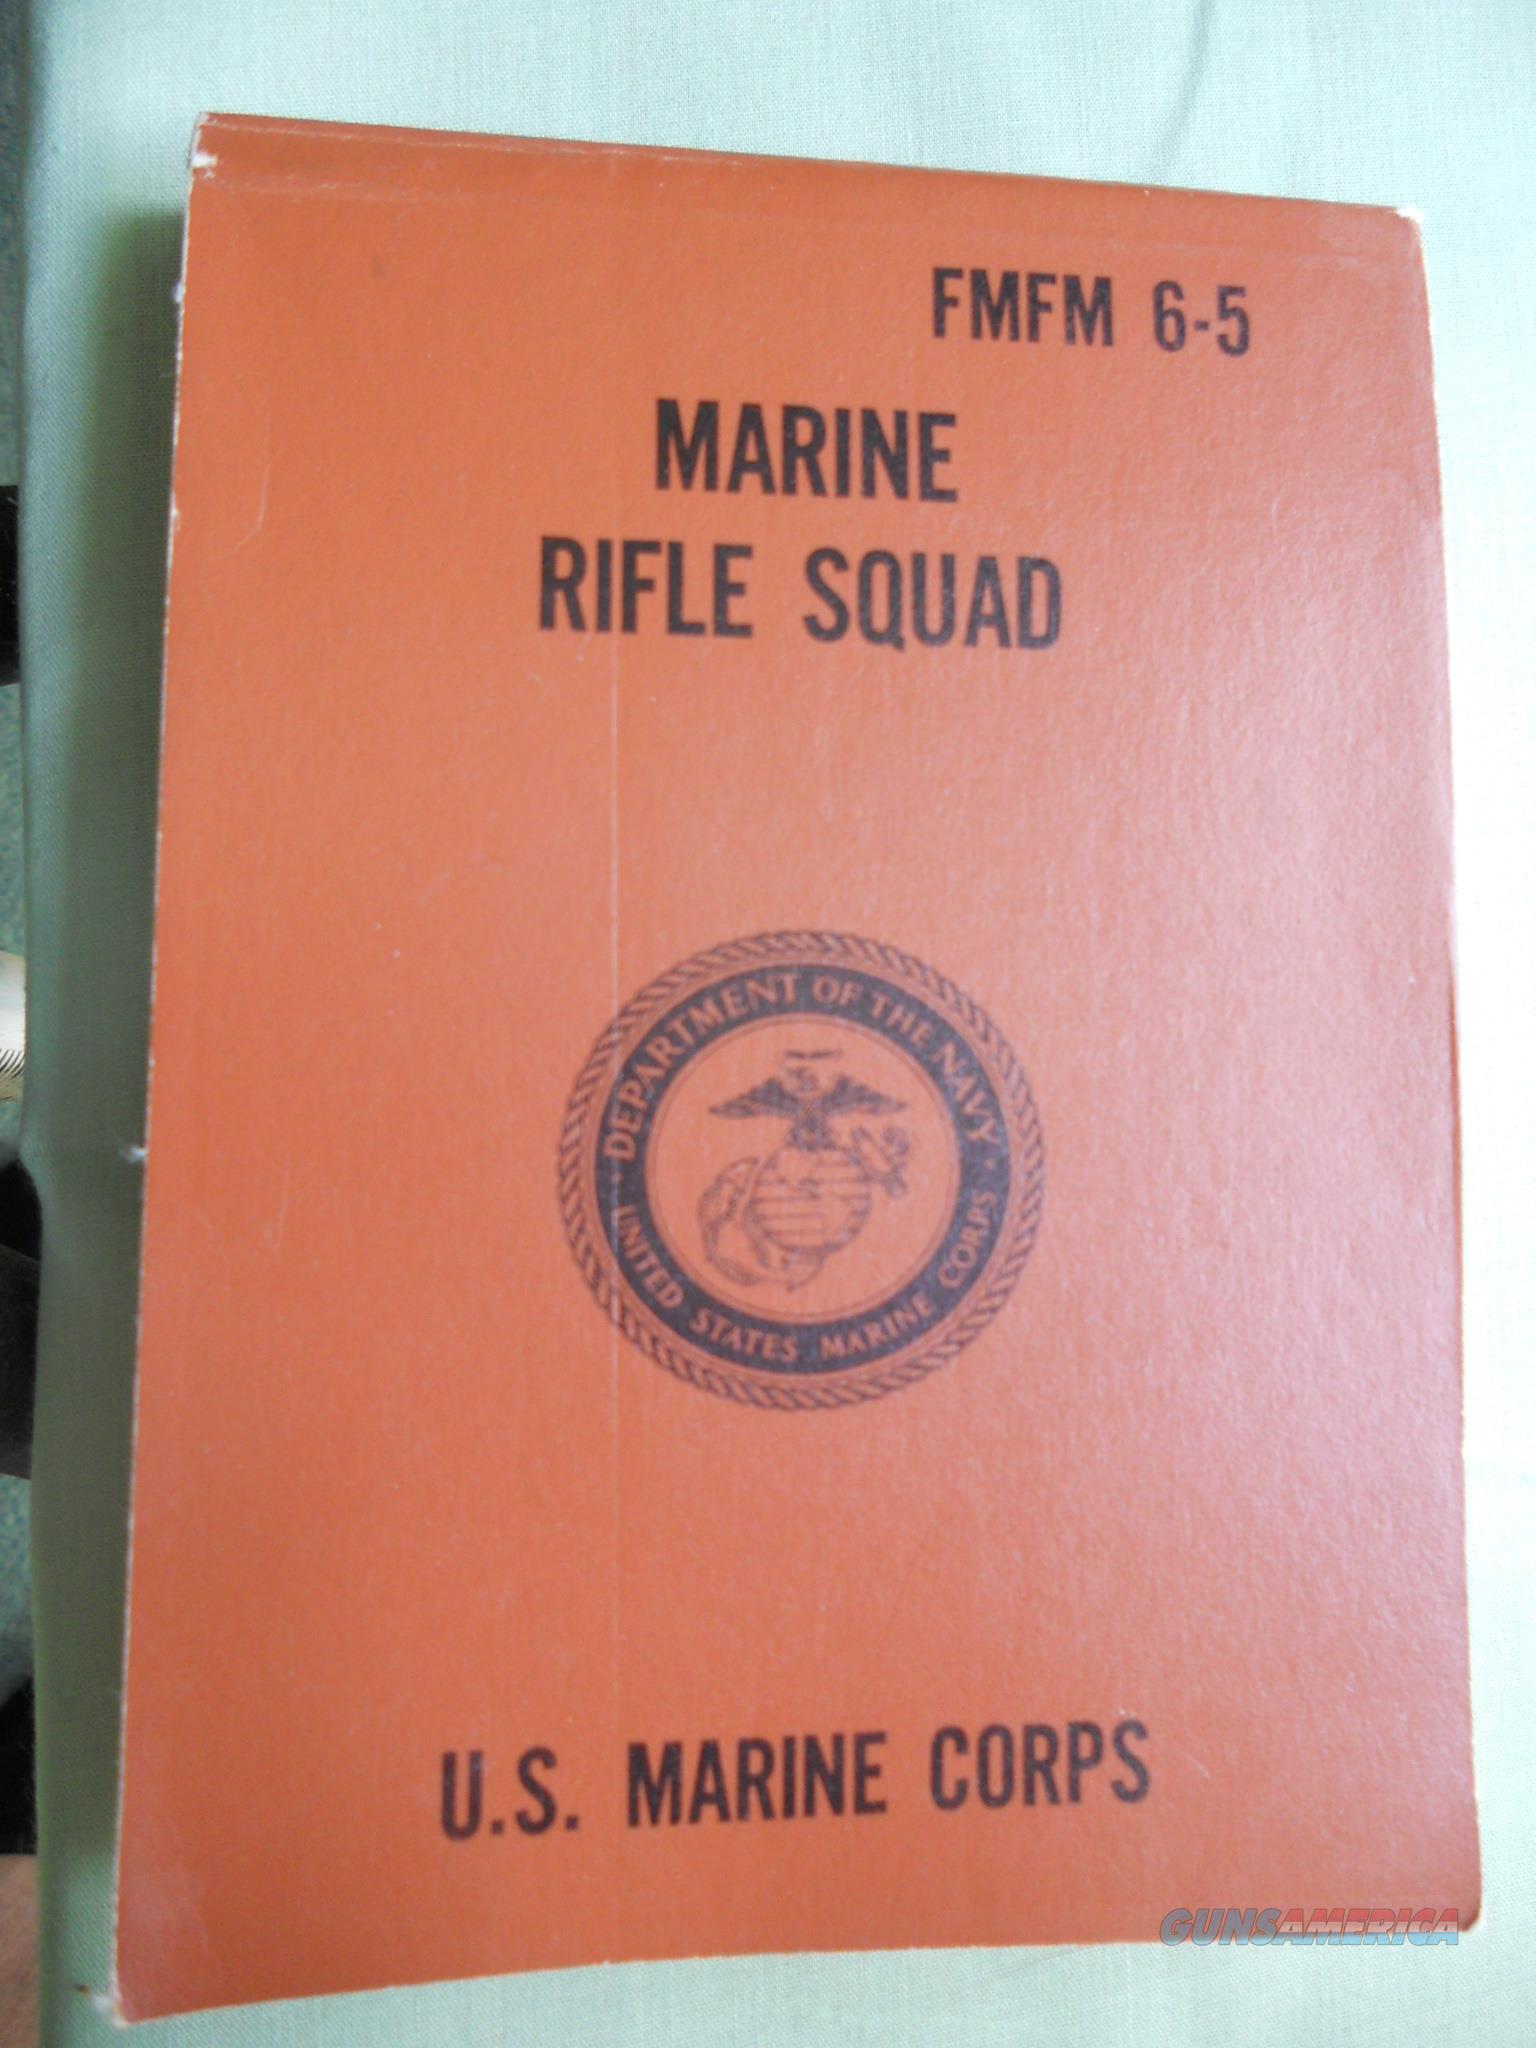 FMFM 6-5
MARINE
RIFLE SQUAD
DEPARTMENT OF THE NAVY
UNITED STATES MARINE CORPS
U.S. MARINE CORPS
GUNSAMERICA